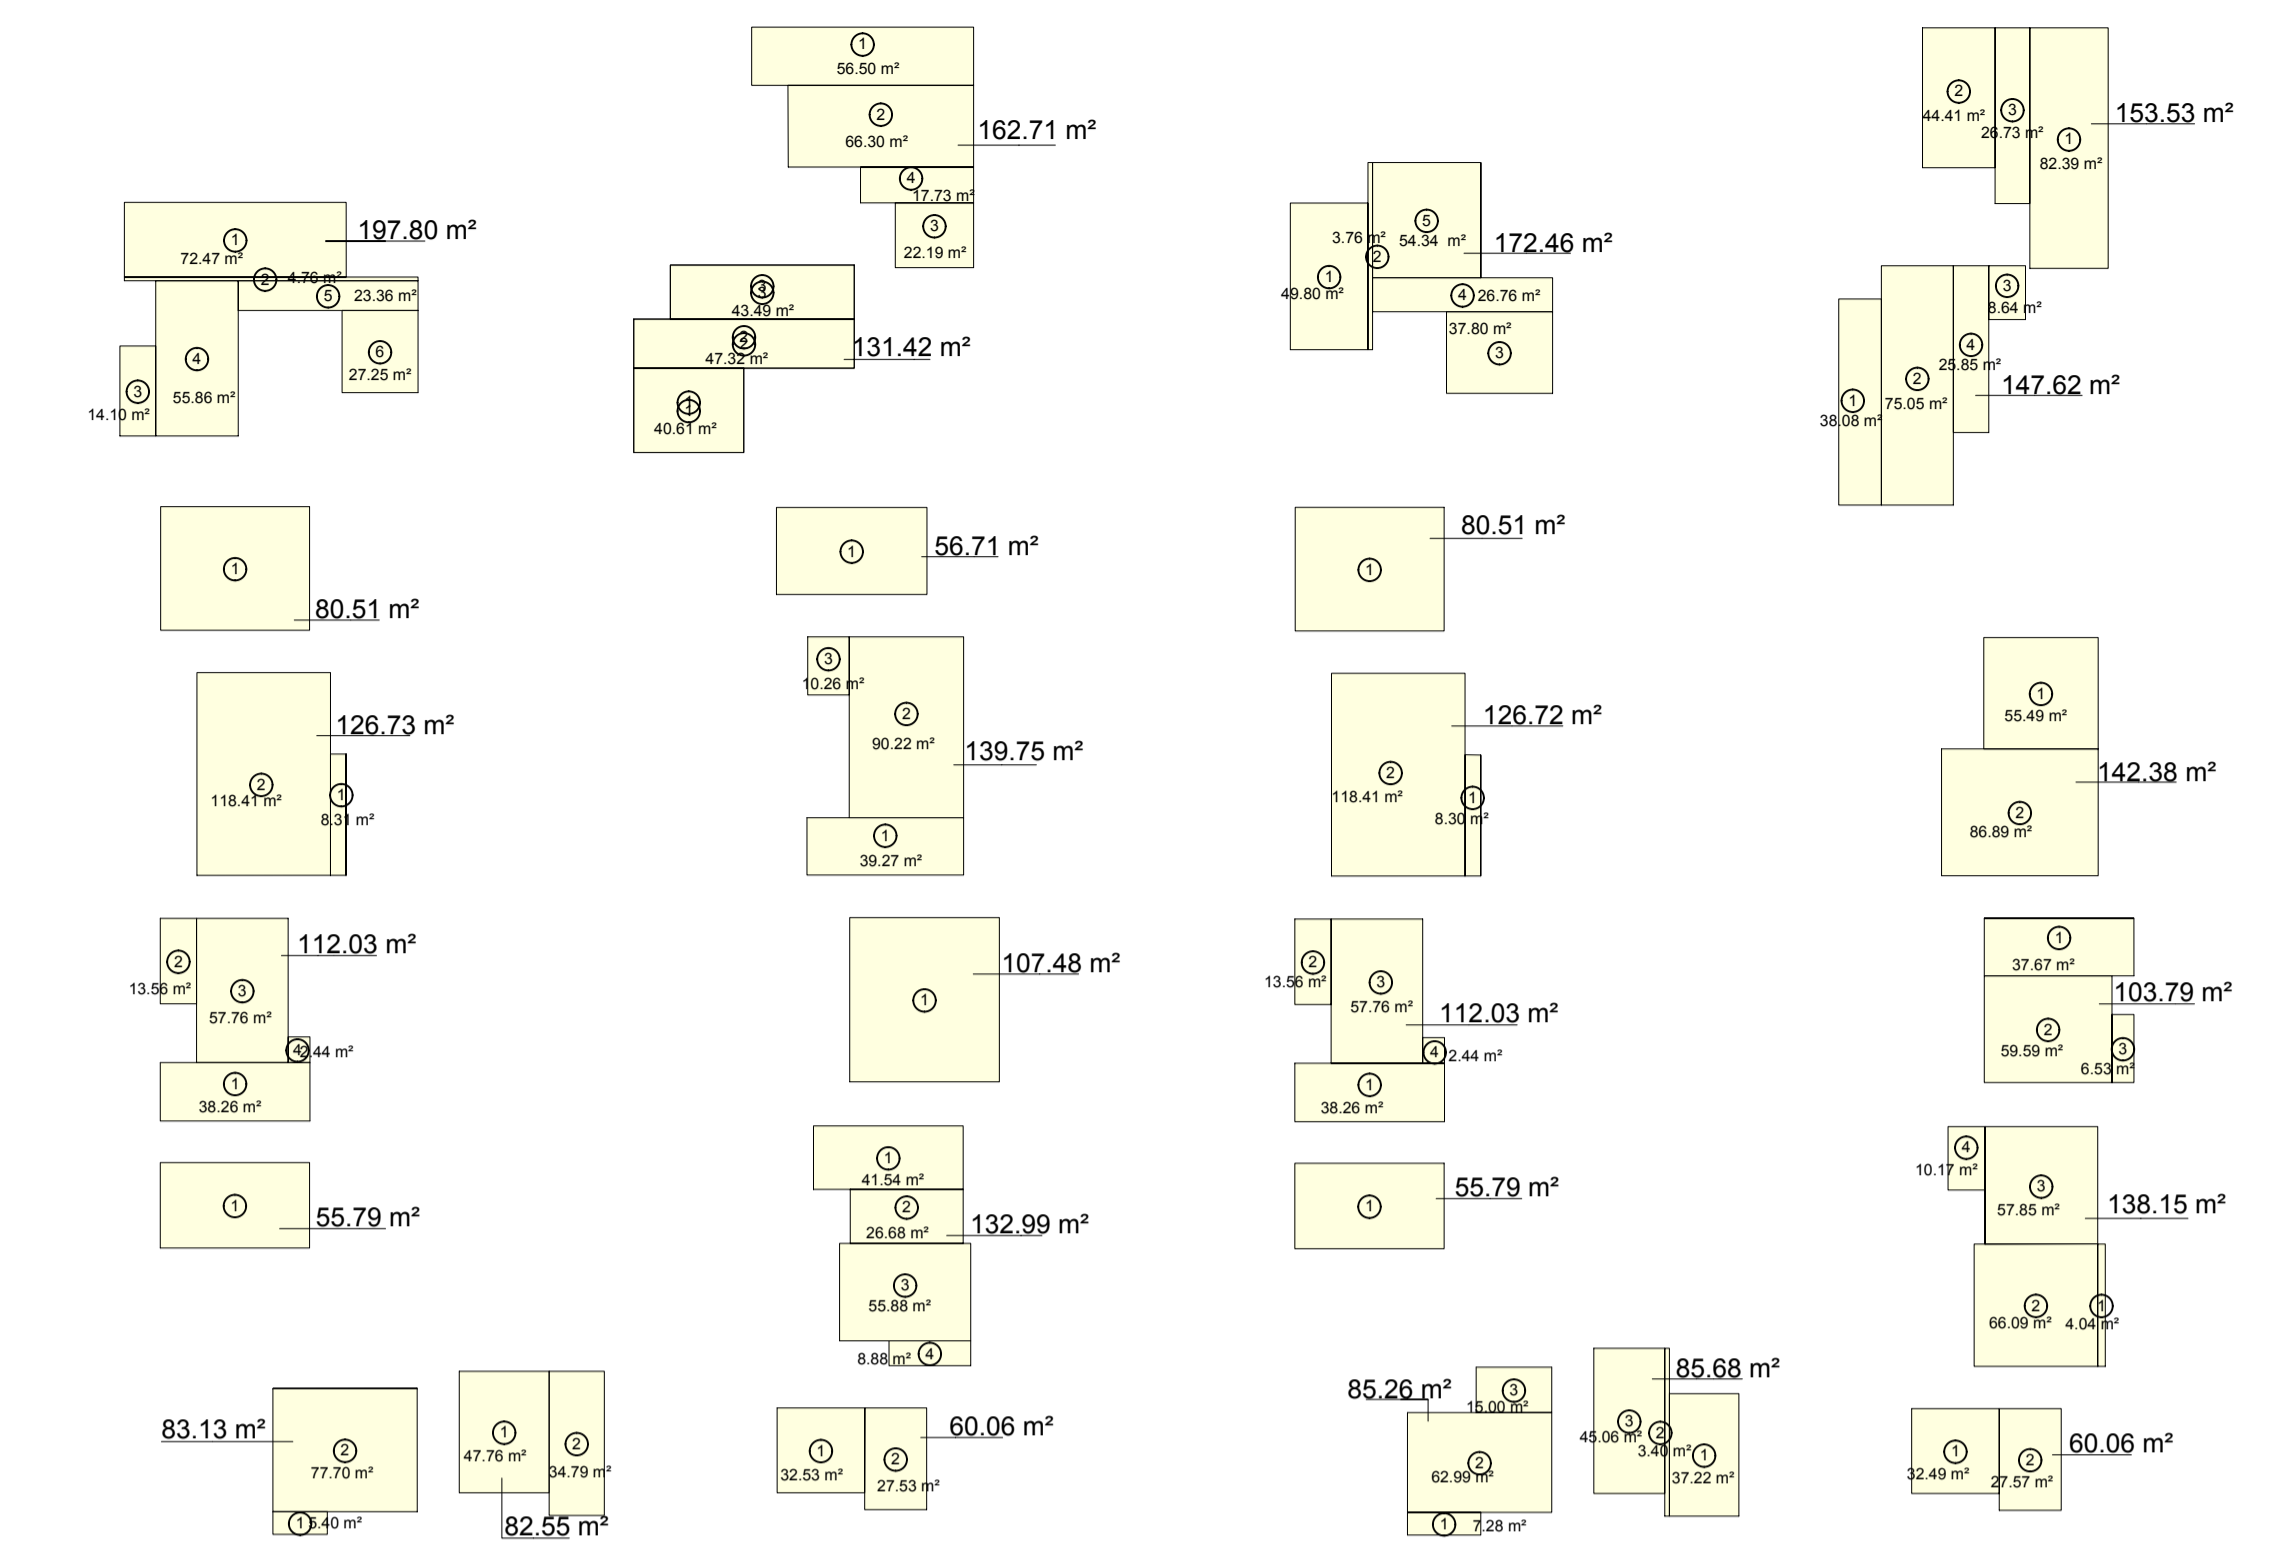 1
72.47 m²
197.80 m²
2
4.76 m²
5
23.36 m²
3
14.10 m²
4
55.86 m²
6
27.25 m²
1
80.51 m²
126.73 m²
2
118.41 m²
1
8.31 m²
112.03 m²
2
13.56 m²
3
57.76 m²
4
2.44 m²
1
38.26 m²
1
55.79 m²
83.13 m²
2
77.70 m²
1
5.40 m²
1
47.76 m²
2
34.79 m²
82.55 m²
1
56.50 m²
2
66.30 m²
162.71 m²
4
17.73 m²
3
22.19 m²
3
3
43.49 m²
2
2
47.32 m²
131.42 m²
1
1
40.61 m²
1
56.71 m²
3
10.26 m²
2
90.22 m²
139.75 m²
1
39.27 m²
107.48 m²
1
1
41.54 m²
2
26.68 m²
132.99 m²
3
55.88 m²
8.88 m²
4
1
32.53 m²
2
27.53 m²
60.06 m²
5
54.34 m²
172.46 m²
3.76 m²
2
1
49.80 m²
4
26.76 m²
37.80 m²
3
80.51 m²
1
126.72 m²
2
118.41 m²
1
8.30 m²
2
13.56 m²
3
57.76 m²
112.03 m²
4
2.44 m²
1
38.26 m²
1
55.79 m²
85.26 m²
3
15.00 m²
2
62.99 m²
1
7.28 m²
85.68 m²
3
45.06 m²
2
3.40 m²
1
37.22 m²
2
44.41 m²
3
26.73 m²
1
82.39 m²
153.53 m²
3
8.64 m²
4
25.85 m²
2
75.05 m²
1
38.08 m²
147.62 m²
1
55.49 m²
142.38 m²
2
86.89 m²
1
37.67 m²
103.79 m²
2
59.59 m²
3
6.53 m²
4
10.17 m²
3
57.85 m²
138.15 m²
2
66.09 m²
1
4.04 m²
1
32.49 m²
2
27.57 m²
60.06 m²